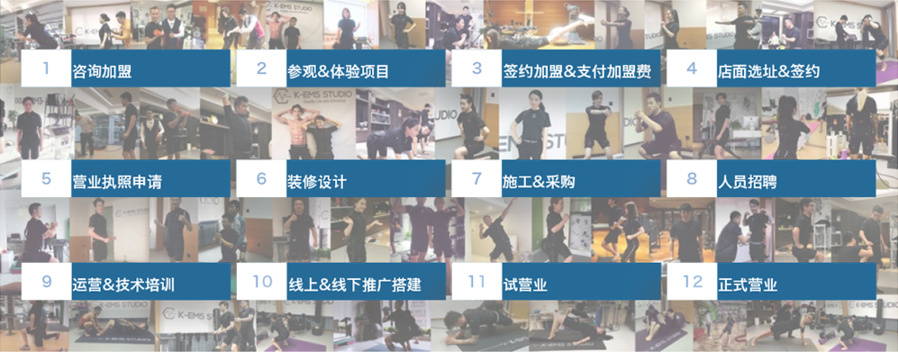 1 咨询加盟
2 参观&体验项目
3 签约加盟&支付加盟费
4 店面选址&签约
K-EMS STUDIO
5 营业执照申请
6 装修设计
7 施工&采购
8 人员招聘
9 运营&技术培训
10 线上&线下推广搭建
11 试营业
12 正式营业